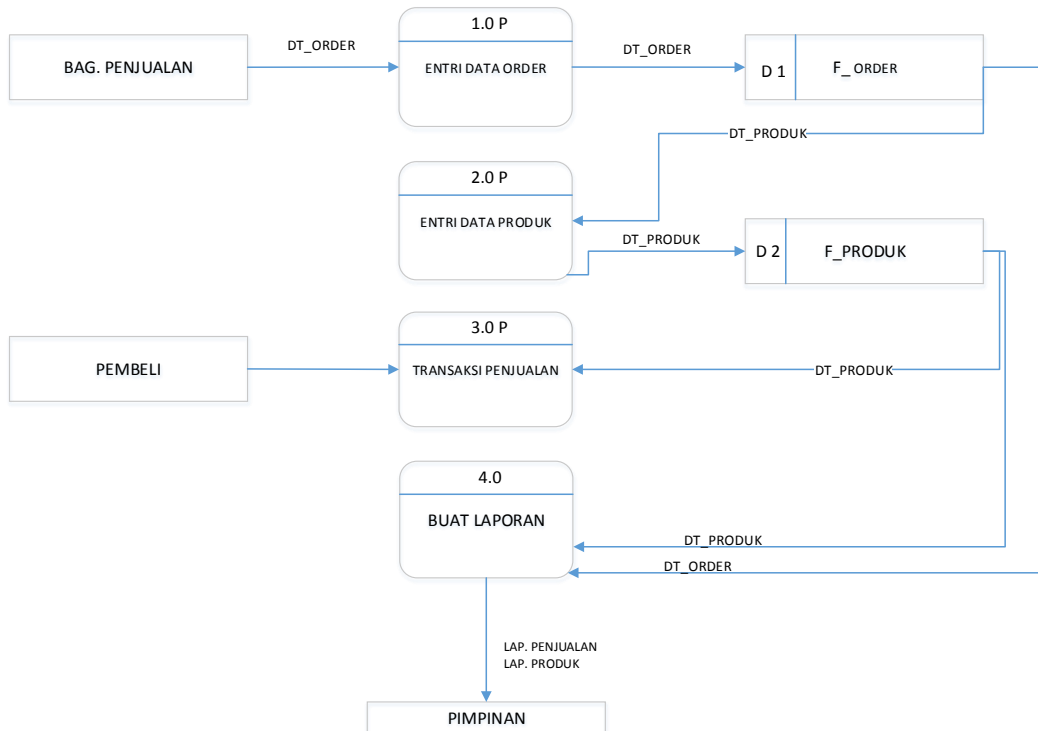 1.0 P
DT_ORDER
BAG. PENJUALAN
ENTRI DATA ORDER
DT_ORDER
D 1
F_ ORDER
DT_PRODUK
2.0 P
ENTRI DATA PRODUK
DT_PRODUK
D 2
F_PRODUK
3.0 P
PEMBELI
TRANSAKSI PENJUALAN
DT_PRODUK
4.0
BUAT LAPORAN
DT_PRODUK
DT_ORDER
LAP. PENJUALAN
LAP. PRODUK
PIMPINAN